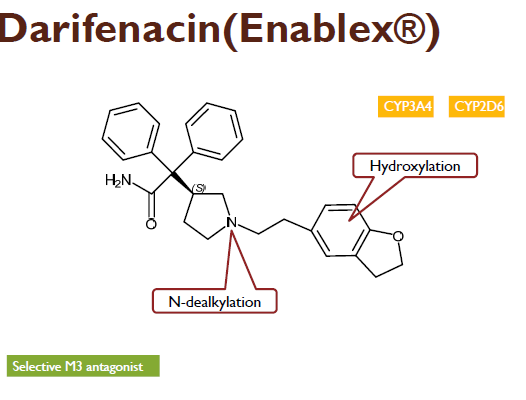 Darifenacin(Enablex®)
CYP3A4 CYP2D6
Hydroxylation
H₂N
(S)
O
N
O
N-dealkylation
Selective M3 antagonist